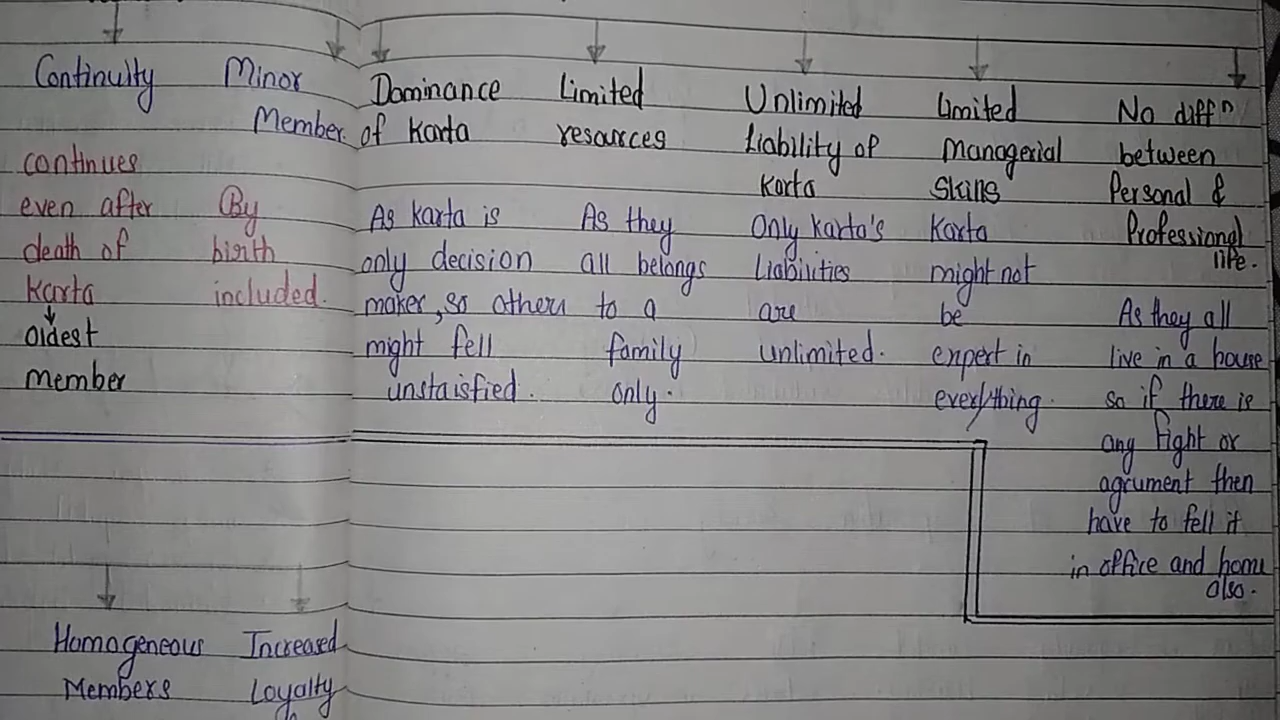 Continuity
continues
even after
death of
Karta
oldest
member
Minor
Member.
By
birth
included.
Dominance
of Karta
As karta is
only decision
maker, so others
might fell
unstaisfied.
Limited
resources
As they
all belongs
to a
family
only.
Unlimited
Liability of
Karta
Only karta's
Liabilities
are
unlimited.
Limited
Managerial
Skills
Karta
might not
be
expert in
everything.
No diffn
between
Personal &
Professional
life.
As they all
live in a house
so if there is
any Fight or
agrument then
have to fell it
in office and home
also.
Homogeneous
Members
Increased
Loyalty